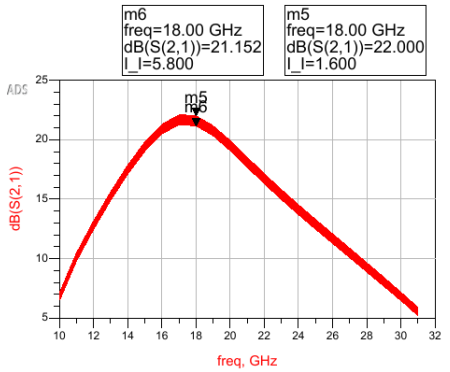 m6
freq=18.00 GHz
dB(S(2,1))=21.152
I_I=5.800
m5
freq=18.00 GHz
dB(S(2,1))=22.000
I_I=1.600
ADS
m5
m6
25
20
15
10
5
dB(S(2,1))
10 12 14 16 18 20 22 24 26 28 30 32
freq, GHz